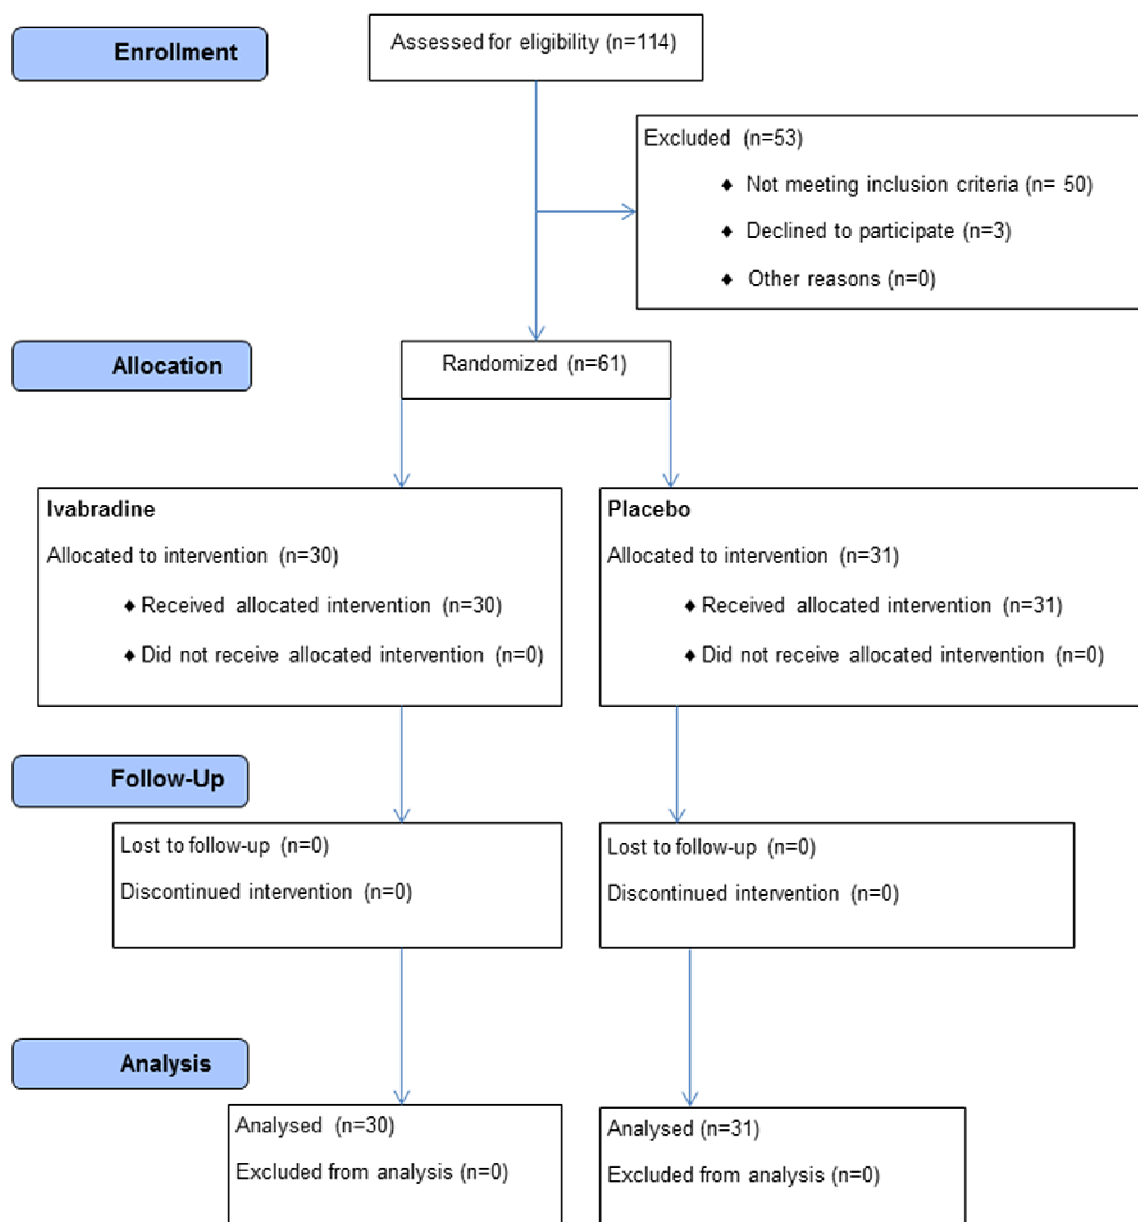 Enrollment
Assessed for eligibility (n=114)
Excluded (n=53)
♦ Not meeting inclusion criteria (n= 50)
♦ Declined to participate (n=3)
♦ Other reasons (n=0)
Allocation
Randomized (n=61)
Ivabradine
Allocated to intervention (n=30)
♦ Received allocated intervention (n=30)
♦ Did not receive allocated intervention (n=0)
Placebo
Allocated to intervention (n=31)
♦ Received allocated intervention (n=31)
♦ Did not receive allocated intervention (n=0)
Follow-Up
Lost to follow-up (n=0)
Discontinued intervention (n=0)
Lost to follow-up (n=0)
Discontinued intervention (n=0)
Analysis
Analysed (n=30)
Excluded from analysis (n=0)
Analysed (n=31)
Excluded from analysis (n=0)